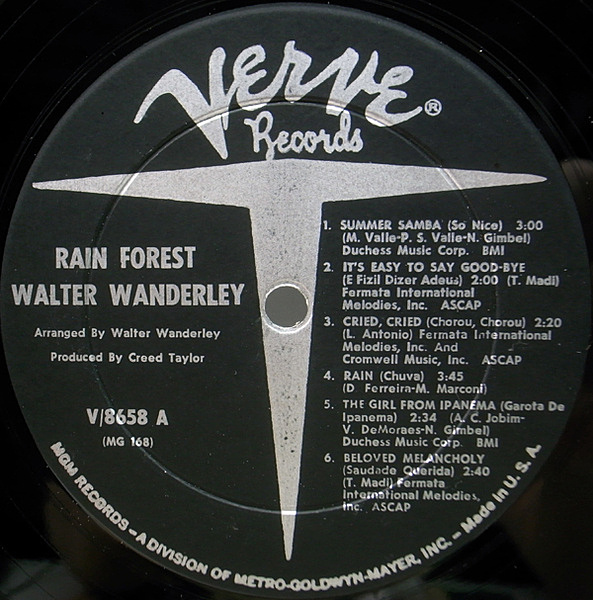 Verve®
Records
RAIN FOREST
WALTER WANDERLEY
Arranged By Walter Wanderley
Produced By Creed Taylor
V/8658 A
(MG 168)
1. SUMMER SAMBA (So Nice) 3:00
(M. Valle-P. S. Valle-N. Gimbel)
Duchess Music Corp. BMI
2. IT'S EASY TO SAY GOOD-BYE
(E Fizil Dizer Adeus) 2:00 (T. Madi)
Fermata International
Melodies, Inc. ASCAP
3. CRIED, CRIED (Chorou, Chorou) 2:20
(L. Antonio) Fermata International
Melodies, Inc. And
Cromwell Music, Inc. ASCAP
4. RAIN (Chuva) 3:45
(D Ferreira-M. Marconi)
5. THE GIRL FROM IPANEMA (Garota De
Ipanema) 2:34 (A. C. Jobim-
V. DeMoraes-N. Gimbel)
Duchess Music Corp. BMI
6. BELOVED MELANCHOLY
(Saudade Querida) 2:40
(T. Madi) Fermata
International Melodies,
Inc. ASCAP
MGM RECORDS – A DIVISION OF METRO-GOLDWYN-MAYER, INC. – Made in U. S. A.